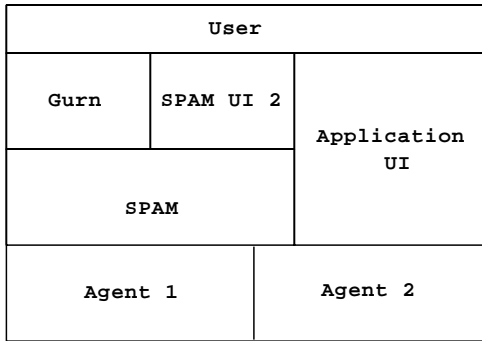 User
Gurn
SPAM UI 2
Application
UI
SPAM
Agent 1
Agent 2